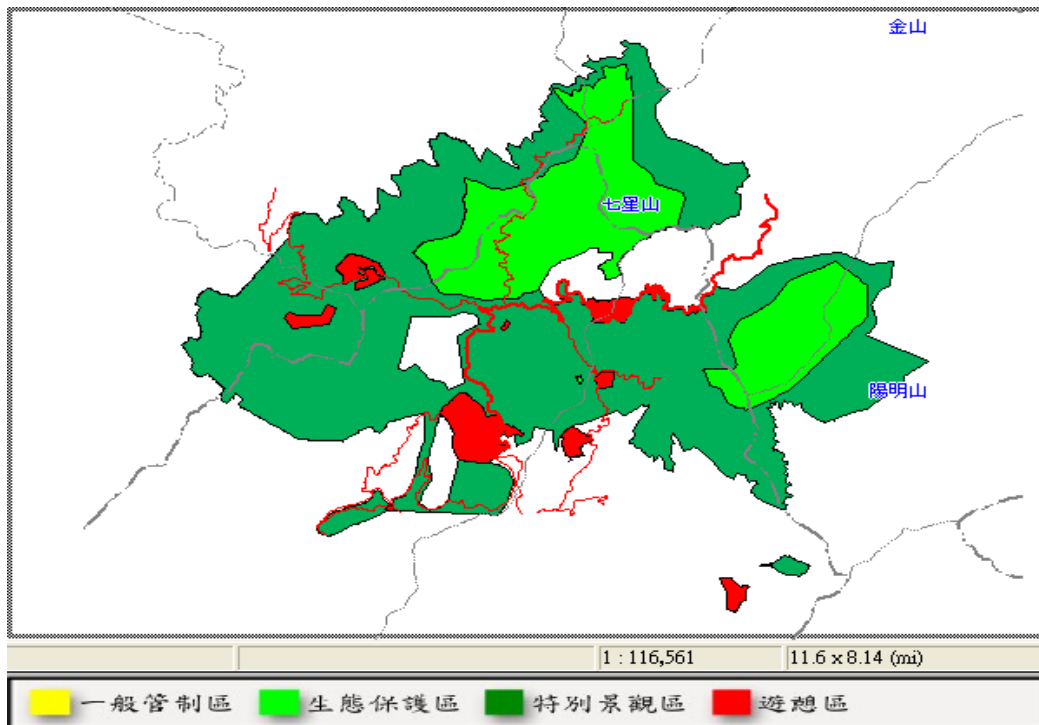 金山
七星山
陽明山
1 : 116,561
11.6 x 8.14 (mi)
一般管制區 生態保護區 特別景觀區 遊憩區